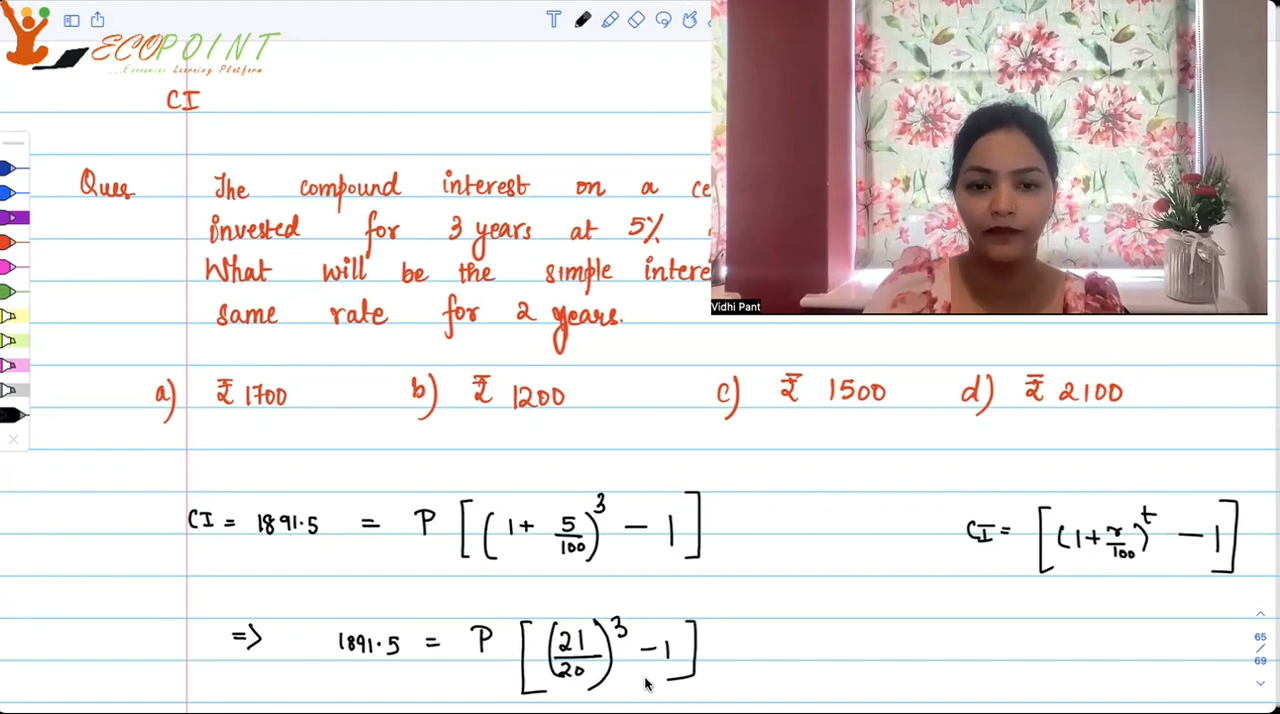 ECOPOINT
.....Economics Learning Platform
CI
Ques The compound interest on a ce
invested for 3 years at 5%
What will be the simple intere
same rate for 2 years.
a) ₹ 1700 b) ₹ 1200 c) ₹ 1500 d) ₹ 2100
CI = 1891.5 = P [(1 + 5/100)³ − 1]
CI = [(1 + r/100)^t − 1]
=> 1891.5 = P [(21/20)³ − 1]
Vidhi Pant
65
/
69